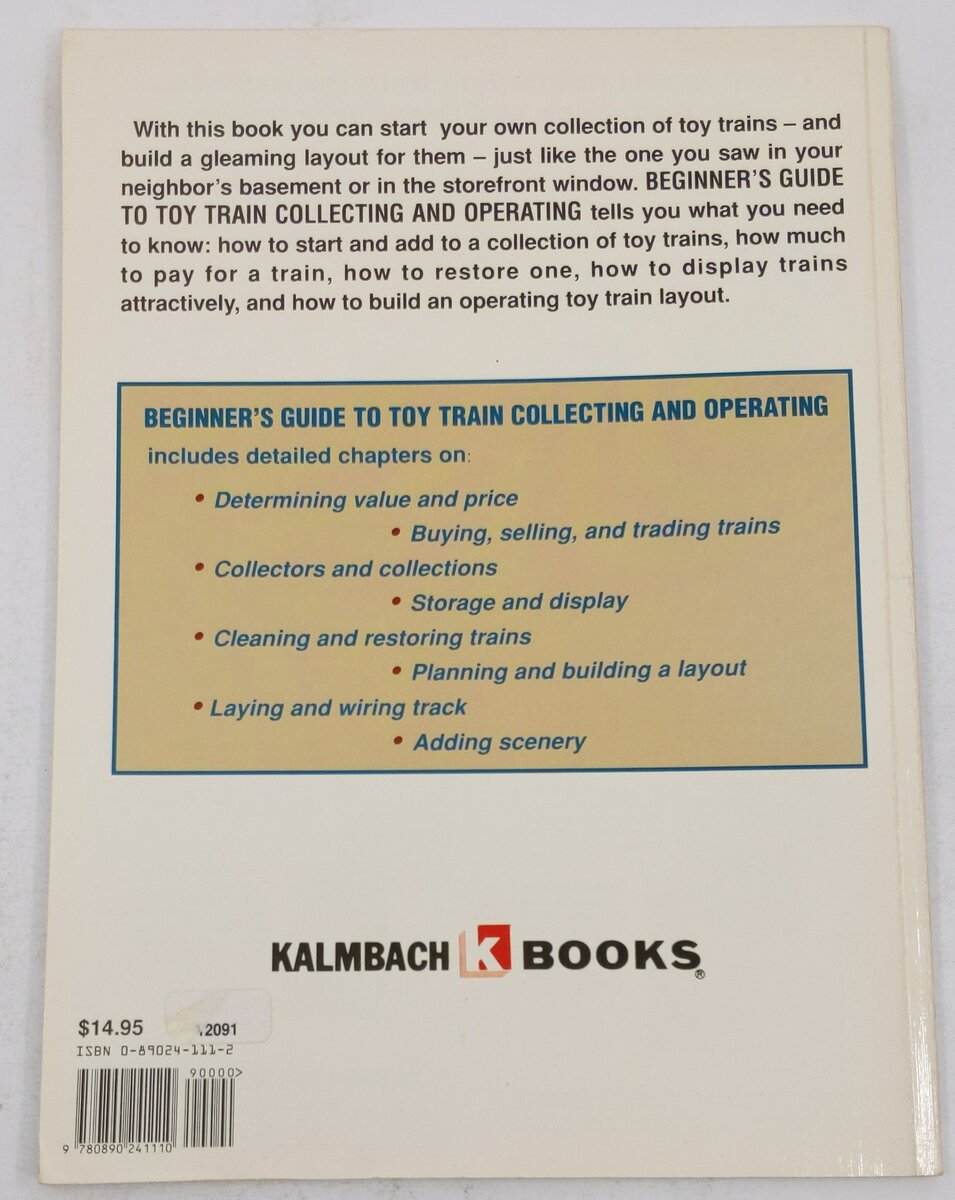 With this book you can start your own collection of toy trains – and
build a gleaming layout for them – just like the one you saw in your
neighbor's basement or in the storefront window. BEGINNER'S GUIDE
TO TOY TRAIN COLLECTING AND OPERATING tells you what you need
to know: how to start and add to a collection of toy trains, how much
to pay for a train, how to restore one, how to display trains
attractively, and how to build an operating toy train layout.
BEGINNER'S GUIDE TO TOY TRAIN COLLECTING AND OPERATING
includes detailed chapters on:
• Determining value and price
• Buying, selling, and trading trains
• Collectors and collections
• Storage and display
• Cleaning and restoring trains
• Planning and building a layout
• Laying and wiring track
• Adding scenery
KALMBACH K BOOKS®
$14.95 2091
ISBN 0-89024-111-2
90000>
9 780890 241110